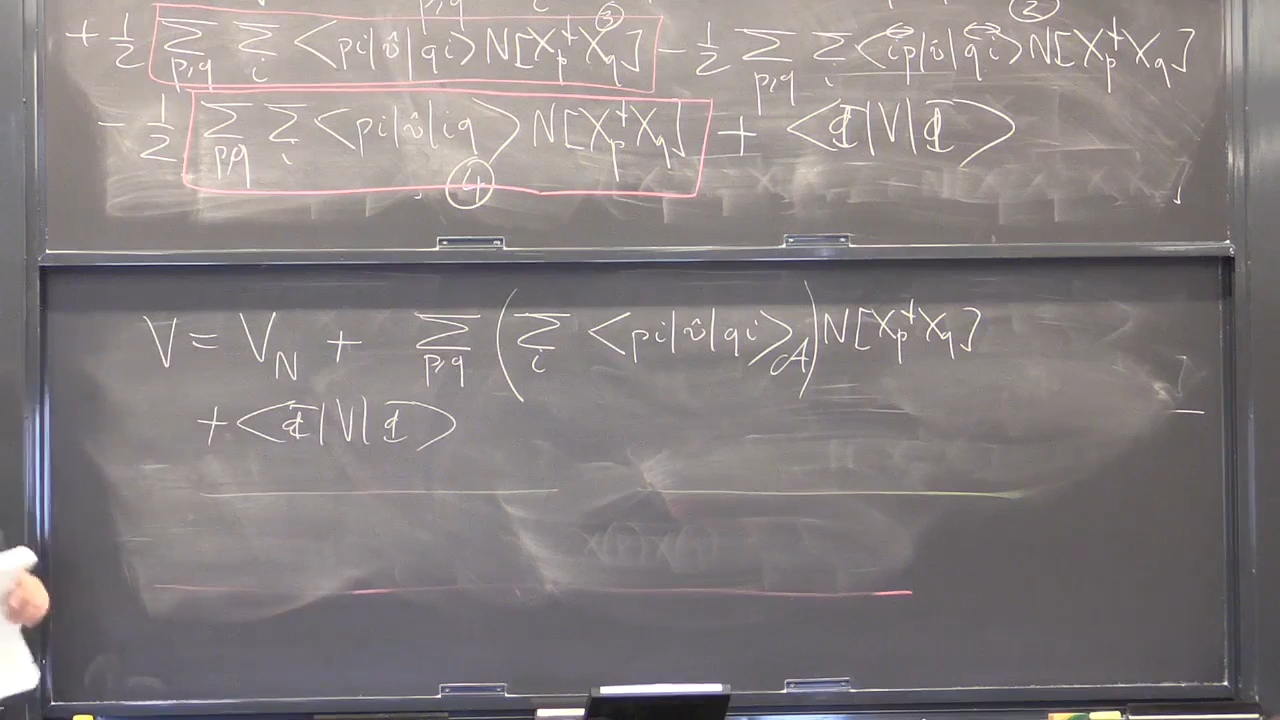 + 1/2 Σ_{p,q} Σ_i <pi|v̂|qi> N[X_p^† X_q] ③ - 1/2 Σ_{p,q} Σ_i <ip|v̂|qi> N[X_p^† X_q] ②
- 1/2 Σ_{p,q} Σ_i <pi|v̂|iq> N[X_p^† X_q] ④ + <Φ|V|Φ>
V = V_N + Σ_{p,q} (Σ_i <pi|v̂|qi>_A) N[X_p^† X_q]
+ <Φ|V|Φ>